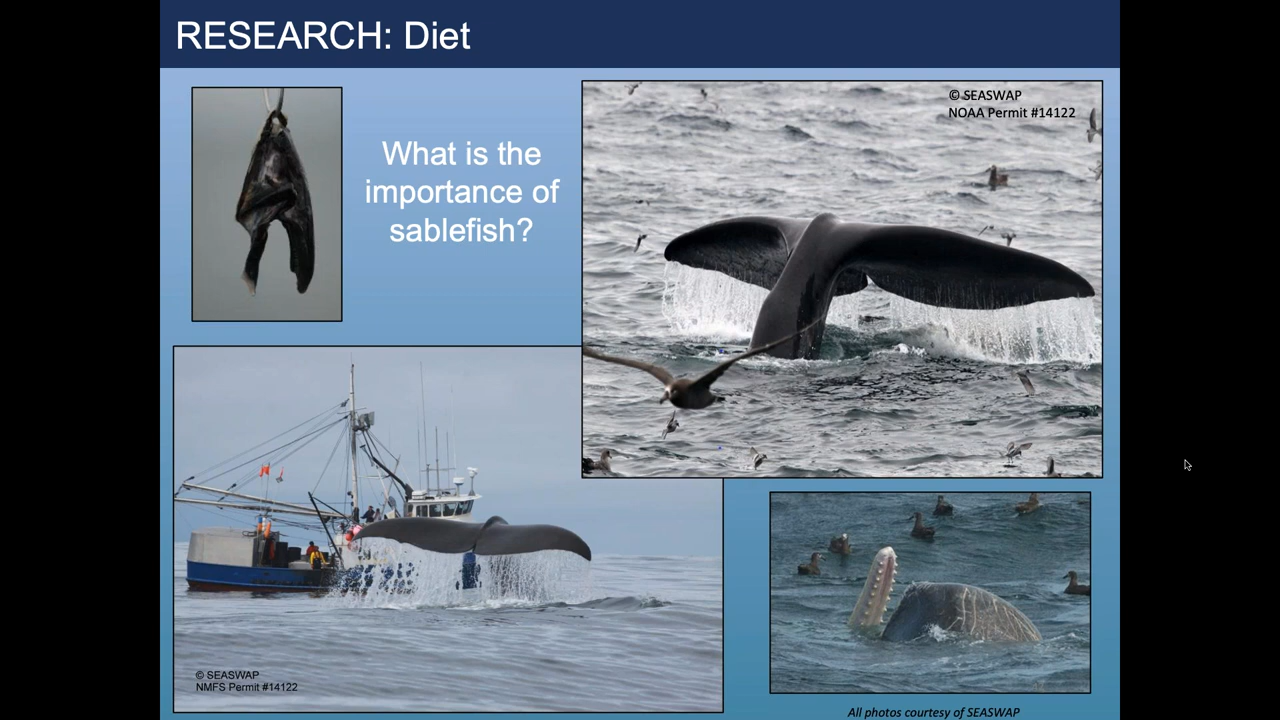 RESEARCH: Diet
What is the
importance of
sablefish?
© SEASWAP
NOAA Permit #14122
© SEASWAP
NMFS Permit #14122
All photos courtesy of SEASWAP